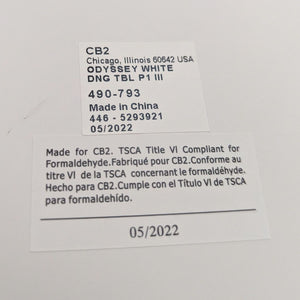 CB2
Chicago, Illinois 60642 USA
ODYSSEY WHITE
DNG TBL P1 III
490-793
Made in China
446 - 5293921
05/2022
Made for CB2. TSCA Title VI Compliant for
Formaldehyde.Fabriqué pour CB2.Conforme au
titre VI de la TSCA concernant le formaldéhyde.
Hecho para CB2.Cumple con el Título VI de TSCA
para formaldehído.
05/2022